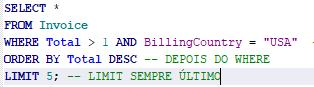 SELECT *
FROM Invoice
WHERE Total > 1 AND BillingCountry = "USA" -
ORDER BY Total DESC -- DEPOIS DO WHERE
LIMIT 5; -- LIMIT SEMPRE ÚLTIMO